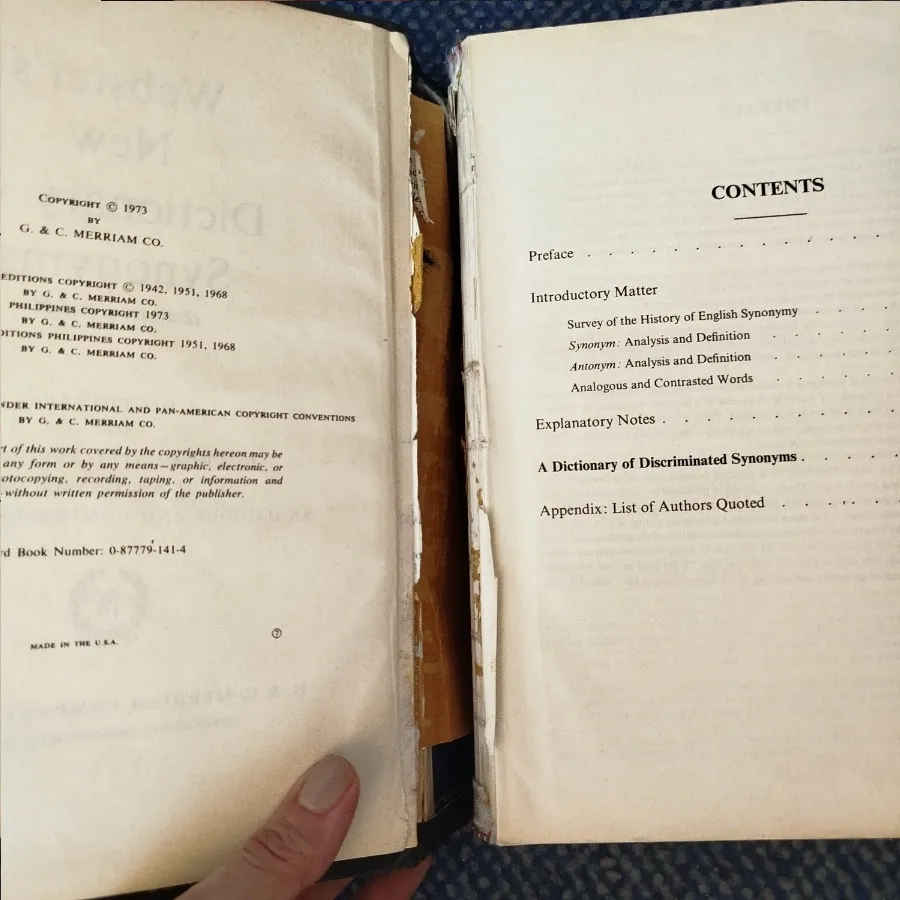 COPYRIGHT © 1973
BY
G. & C. MERRIAM CO.
EDITIONS COPYRIGHT © 1942, 1951, 1968
BY G. & C. MERRIAM CO.
PHILIPPINES COPYRIGHT 1973
BY G. & C. MERRIAM CO.
PHILIPPINES COPYRIGHT 1951, 1968
BY G. & C. MERRIAM CO.
INTERNATIONAL AND PAN-AMERICAN COPYRIGHT CONVENTIONS
BY G. & C. MERRIAM CO.
of this work covered by the copyrights hereon may be
any form or by any means—graphic, electronic, or
recording, taping, or information and
without written permission of the publisher.
Book Number: 0-87779-141-4
MADE IN THE U.S.A.
CONTENTS
Preface . . . . . . . . . . .
Introductory Matter
Survey of the History of English Synonymy . . .
Synonym: Analysis and Definition . . . . .
Antonym: Analysis and Definition . . . . .
Analogous and Contrasted Words . . . . .
Explanatory Notes . . . . . . . . .
A Dictionary of Discriminated Synonyms . . . . .
Appendix: List of Authors Quoted . . . . .